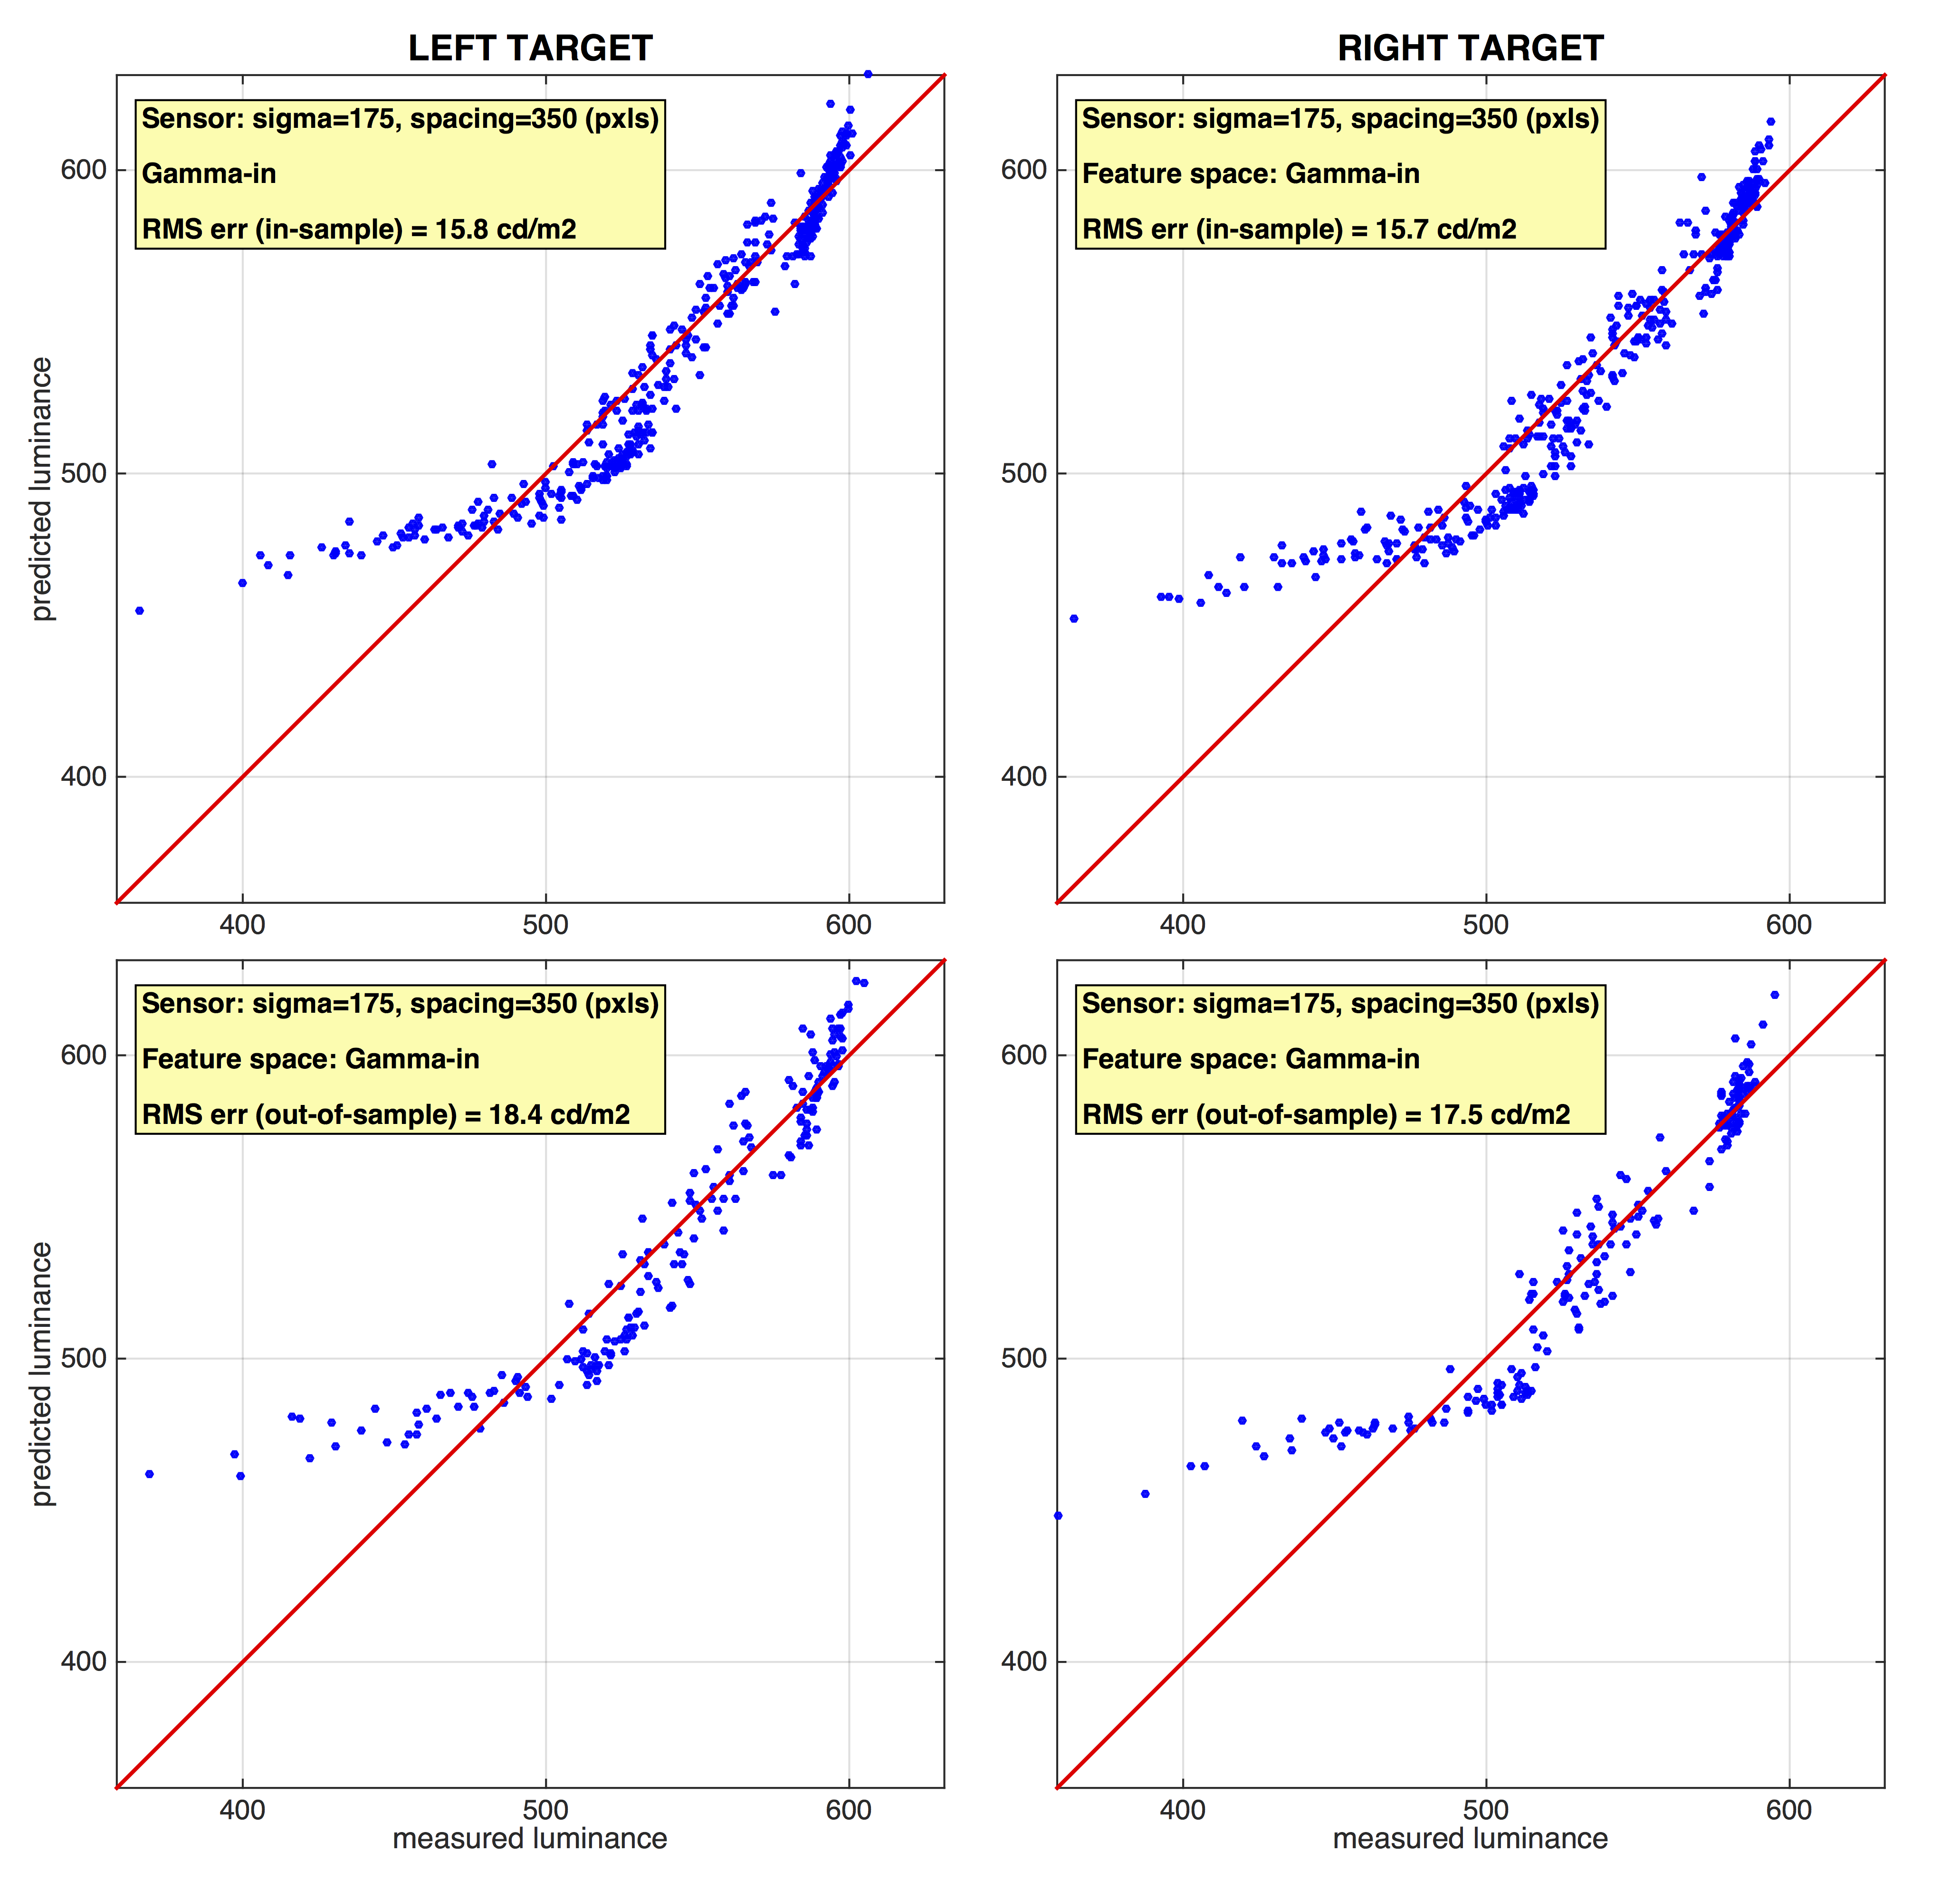 LEFT TARGET
Sensor: sigma=175, spacing=350 (pxls)
Gamma-in
RMS err (in-sample) = 15.8 cd/m2
600
500
400
predicted luminance
400 500 600
RIGHT TARGET
Sensor: sigma=175, spacing=350 (pxls)
Feature space: Gamma-in
RMS err (in-sample) = 15.7 cd/m2
600
500
400
400 500 600
Sensor: sigma=175, spacing=350 (pxls)
Feature space: Gamma-in
RMS err (out-of-sample) = 18.4 cd/m2
600
500
400
predicted luminance
400 500 600
measured luminance
Sensor: sigma=175, spacing=350 (pxls)
Feature space: Gamma-in
RMS err (out-of-sample) = 17.5 cd/m2
600
500
400
400 500 600
measured luminance